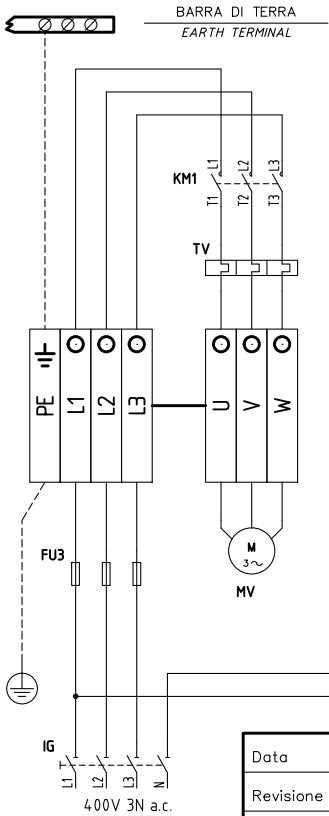 BARRA DI TERRA
EARTH TERMINAL
L1 L2 L3
KM1
T1 T2 T3
TV
PE L1 L2 L3 U V W
FU3
M
3~
MV
IG
L1 L2 L3 N
400V 3N a.c.
Data
Revisione